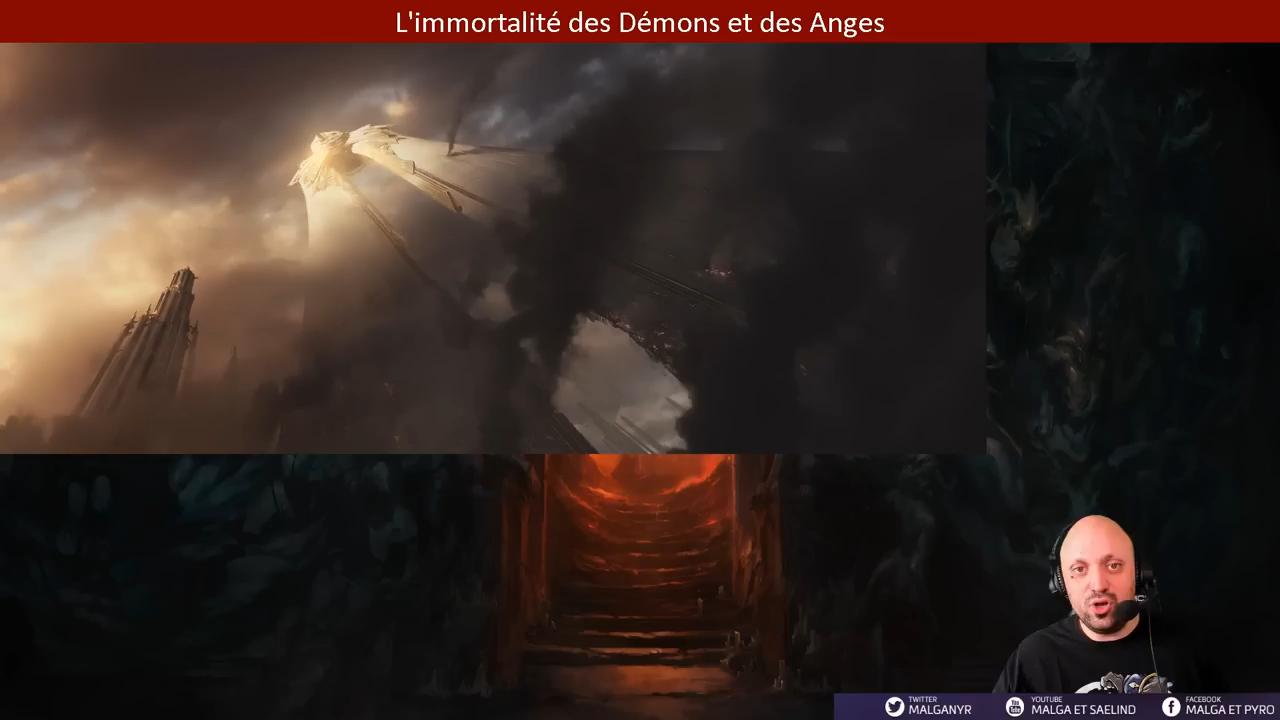 L'immortalité des Démons et des Anges
TWITTER
MALGANYR
YOUTUBE
MALGA ET SAELIND
FACEBOOK
MALGA ET PYRO